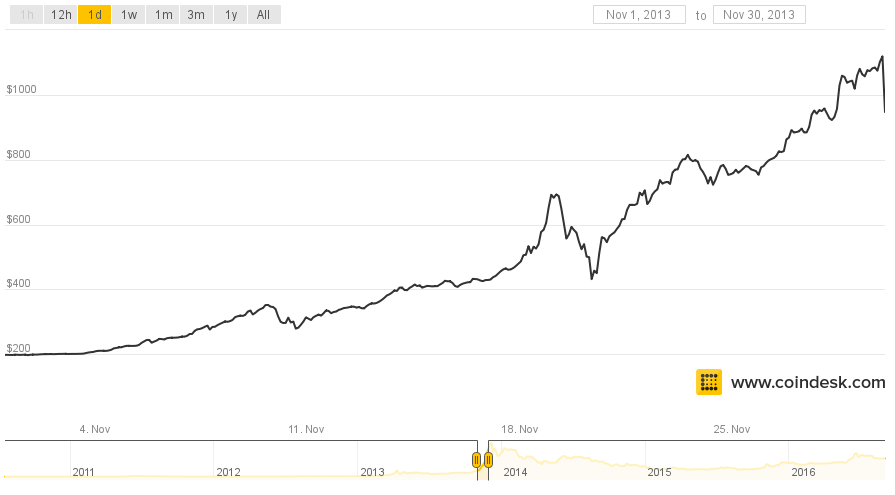 1h 12h 1d 1w 1m 3m 1y All Nov 1, 2013 to Nov 30, 2013
$1000
$800
$600
$400
$200
www.coindesk.com
4. Nov 11. Nov 18. Nov 25. Nov
2011 2012 2013 2014 2015 2016